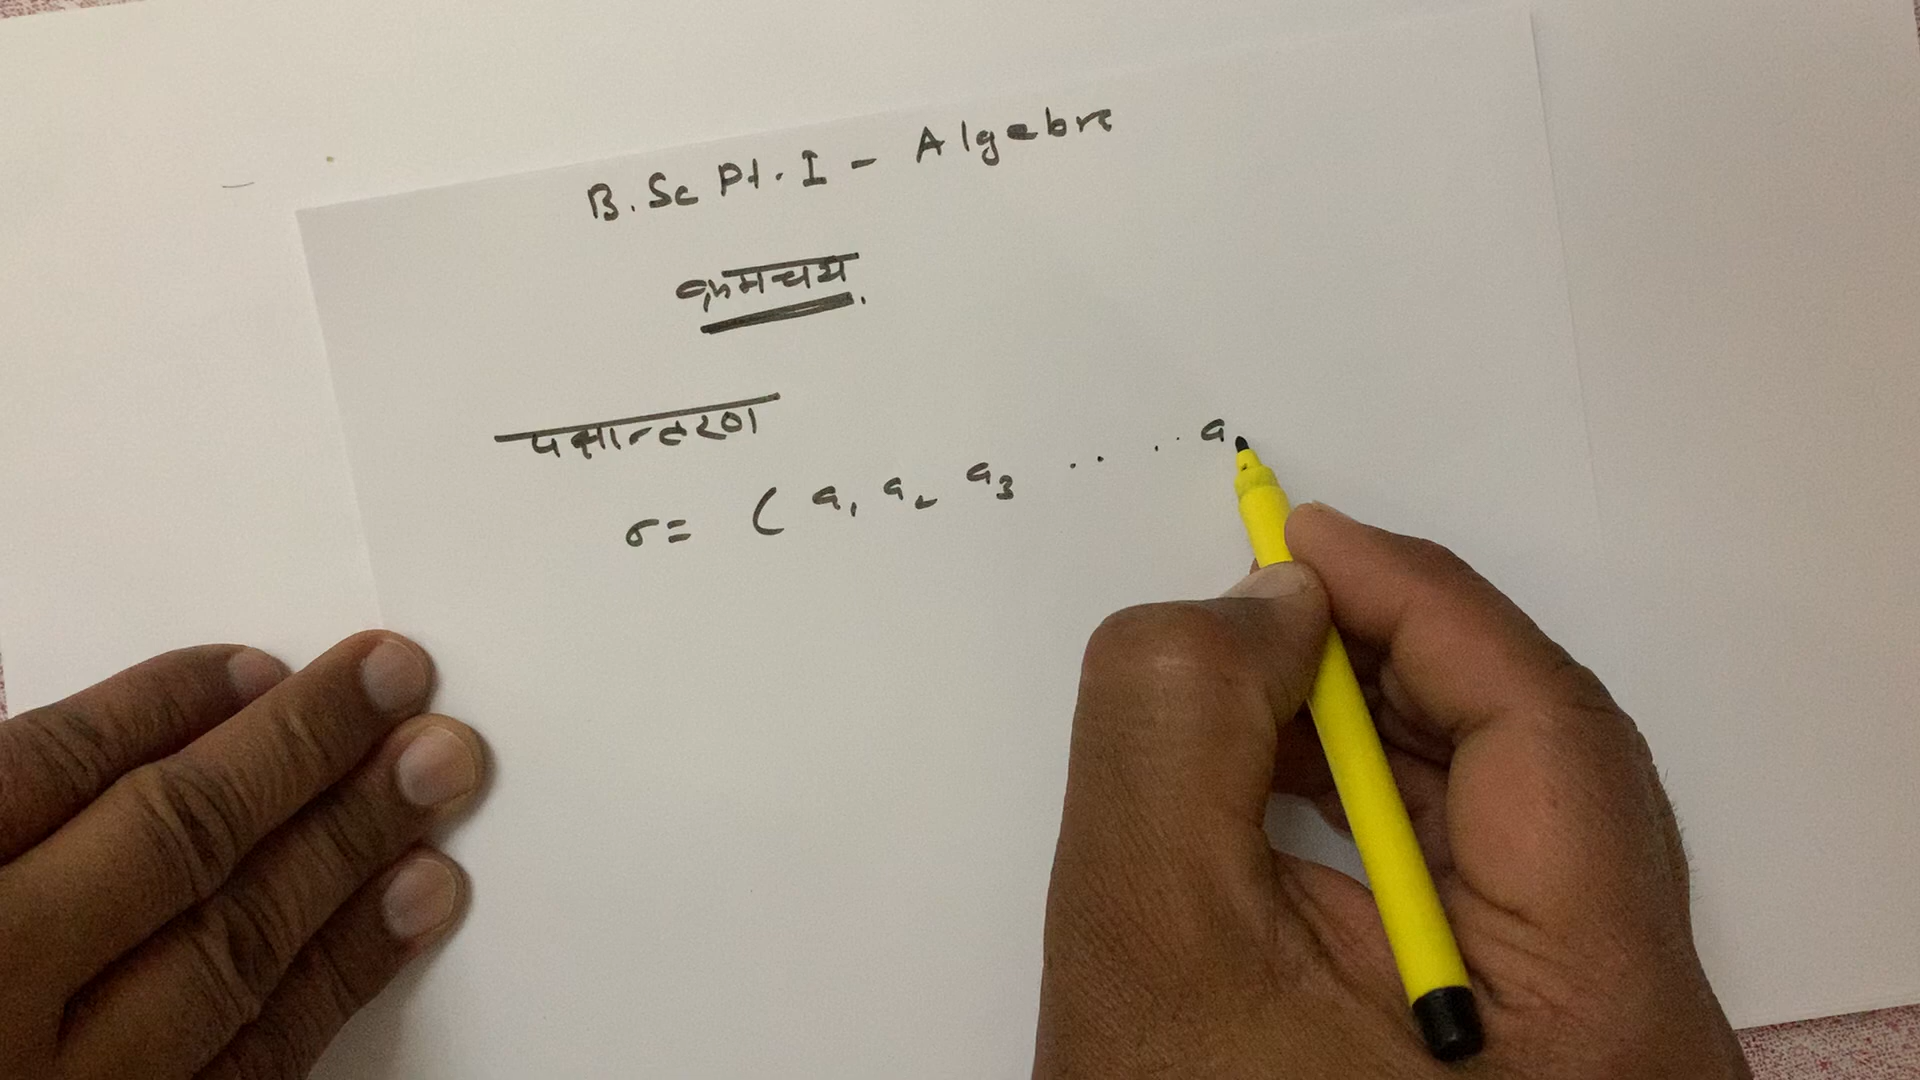 B.Sc Pt. I - Algebra
क्रमचय
पक्षान्तरण
σ = ( a₁ a₂ a₃ .. .. a